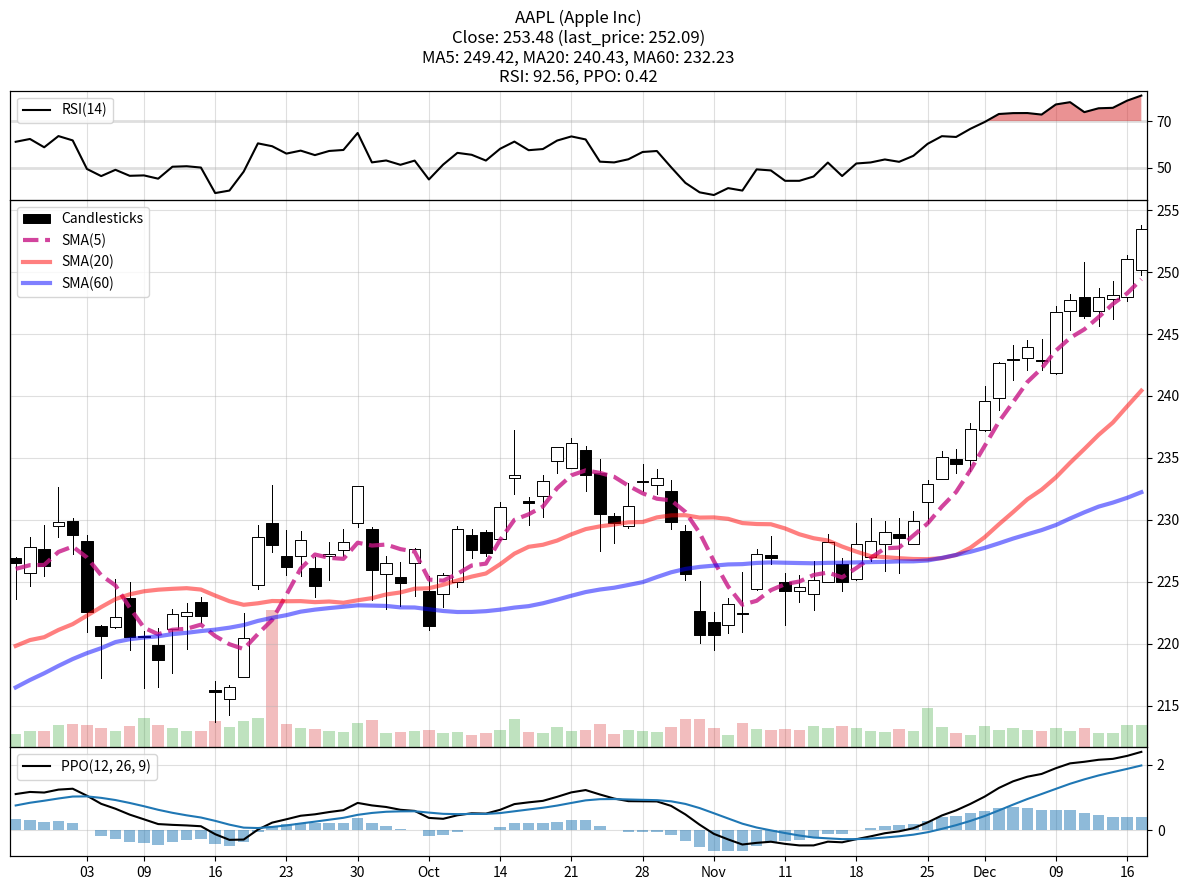 AAPL (Apple Inc)
Close: 253.48 (last_price: 252.09)
MA5: 249.42, MA20: 240.43, MA60: 232.23
RSI: 92.56, PPO: 0.42
RSI(14)
70
50
Candlesticks
SMA(5)
SMA(20)
SMA(60)
255
250
245
240
235
230
225
220
215
PPO(12, 26, 9)
2
0
03 09 16 23 30 Oct 14 21 28 Nov 11 18 25 Dec 09 16